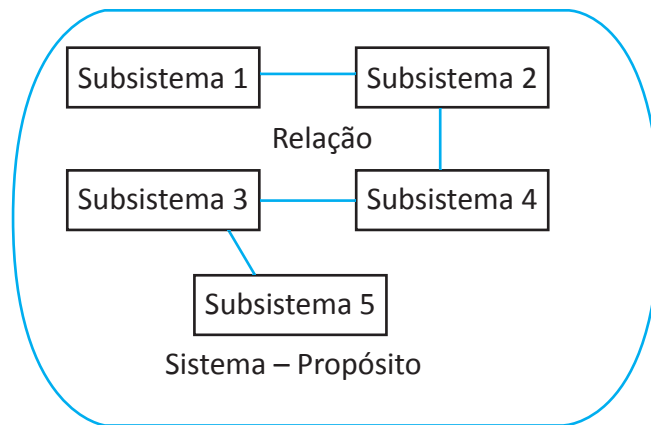 Subsistema 1
Subsistema 2
Relação
Subsistema 3
Subsistema 4
Subsistema 5
Sistema – Propósito